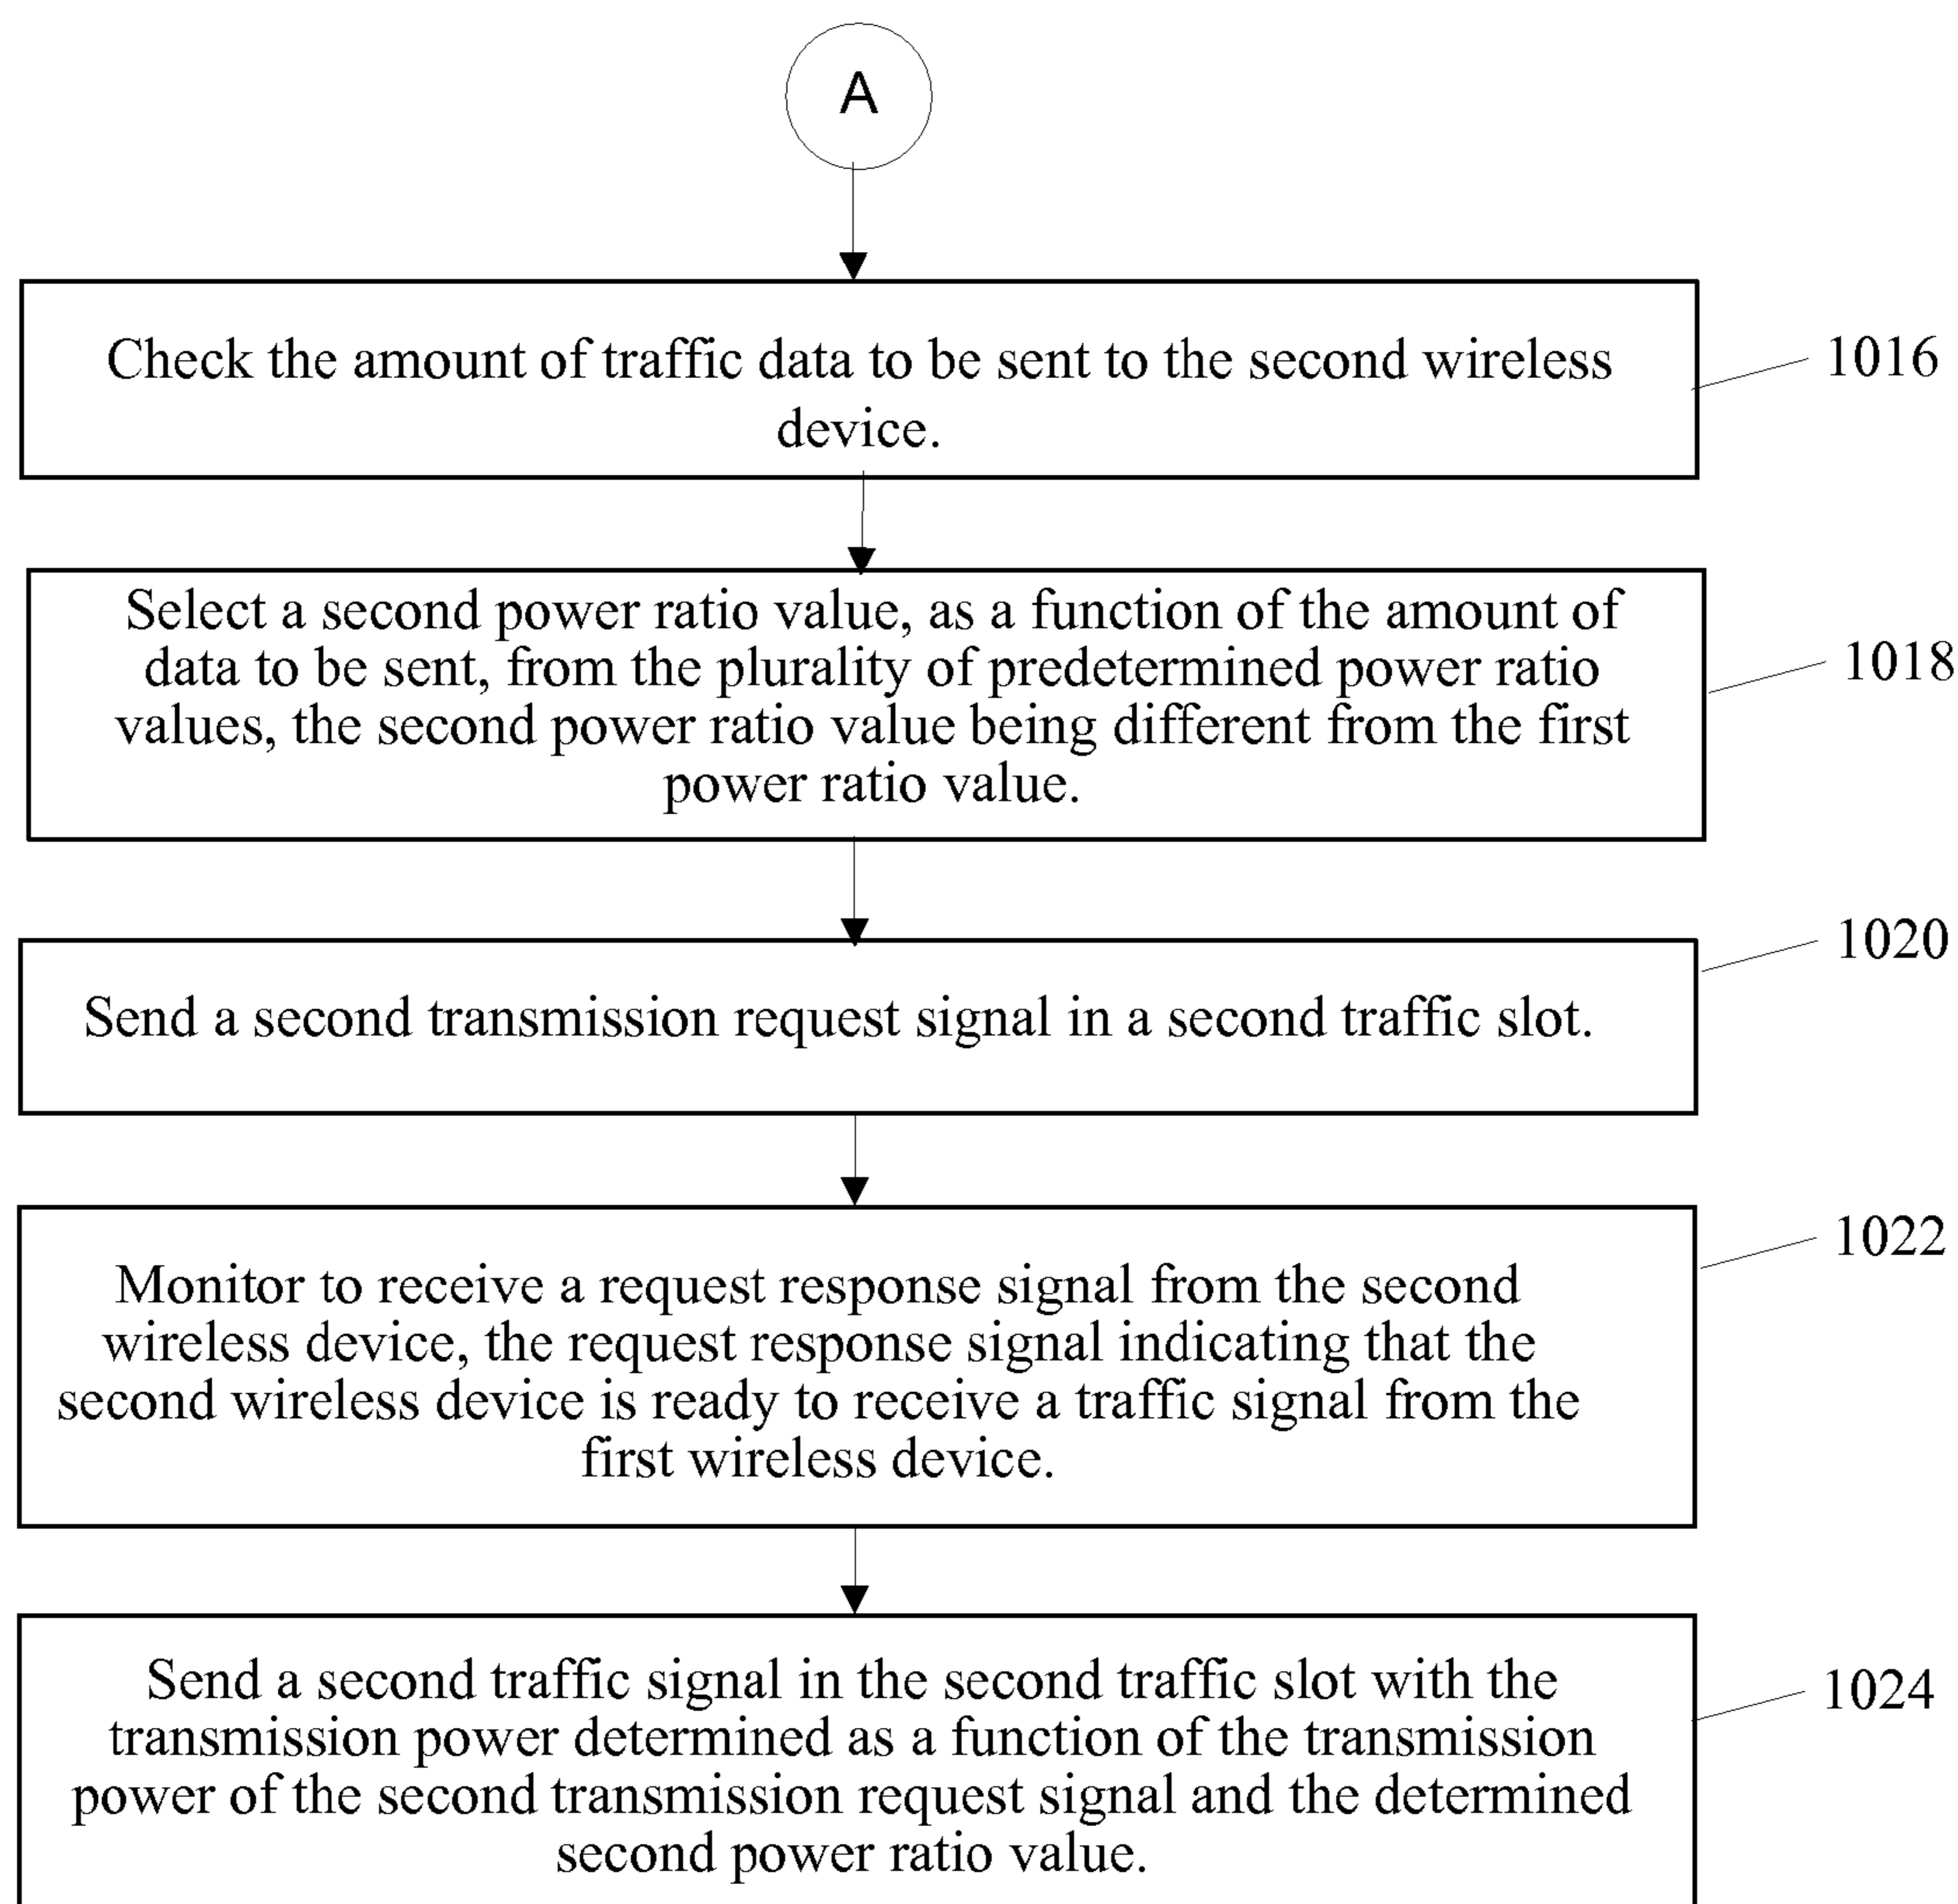 A
Check the amount of traffic data to be sent to the second wireless
device.
1016
Select a second power ratio value, as a function of the amount of
data to be sent, from the plurality of predetermined power ratio
values, the second power ratio value being different from the first
power ratio value.
1018
1020
Send a second transmission request signal in a second traffic slot.
1022
Monitor to receive a request response signal from the second
wireless device, the request response signal indicating that the
second wireless device is ready to receive a traffic signal from the
first wireless device.
Send a second traffic signal in the second traffic slot with the
transmission power determined as a function of the transmission
power of the second transmission request signal and the determined
second power ratio value.
1024